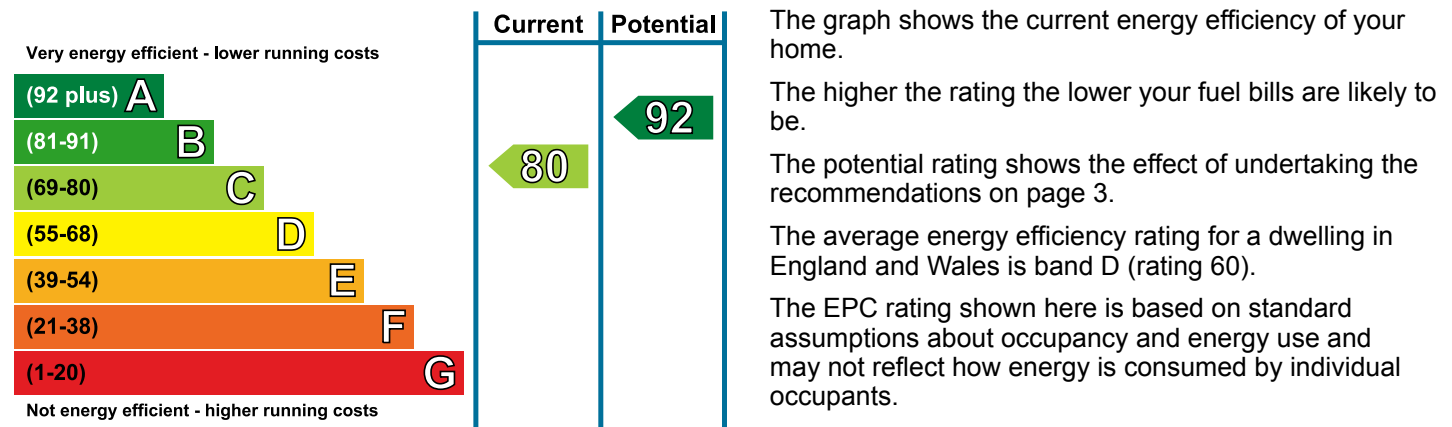 Current Potential
Very energy efficient - lower running costs
(92 plus) A
92
(81-91) B
80
(69-80) C
(55-68) D
(39-54) E
(21-38) F
(1-20) G
Not energy efficient - higher running costs
The graph shows the current energy efficiency of your
home.
The higher the rating the lower your fuel bills are likely to
be.
The potential rating shows the effect of undertaking the
recommendations on page 3.
The average energy efficiency rating for a dwelling in
England and Wales is band D (rating 60).
The EPC rating shown here is based on standard
assumptions about occupancy and energy use and
may not reflect how energy is consumed by individual
occupants.